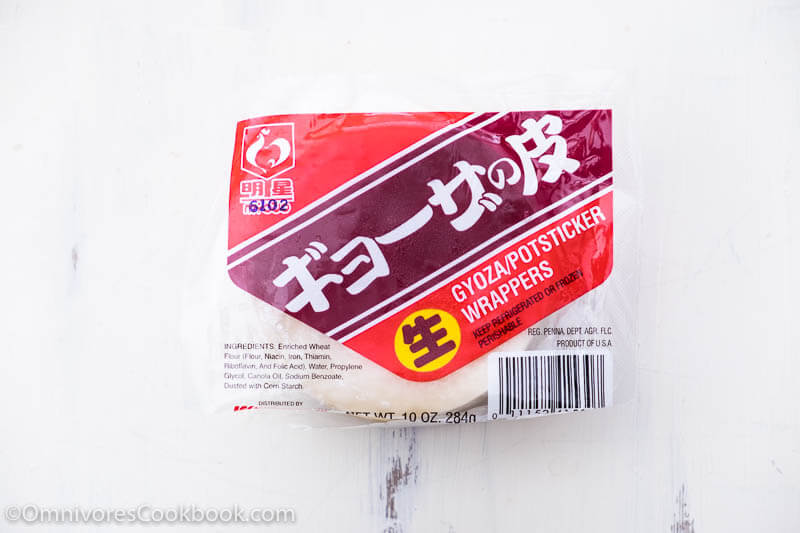 明星
6102
ギョーザの皮
GYOZA/POTSTICKER
WRAPPERS
KEEP REFRIGERATED OR FROZEN
PERISHABLE
生
REG. PENNA. DEPT. AGR. FLC
PRODUCT OF U.S.A
INGREDIENTS: Enriched Wheat
Flour (Flour, Niacin, Iron, Thiamin,
Riboflavin, And Folic Acid), Water, Propylene
Glycol, Canola Oil, Sodium Benzoate,
Dusted with Corn Starch.
DISTRIBUTED BY
NET WT. 10 OZ. 284g
©OmnivoresCookbook.com